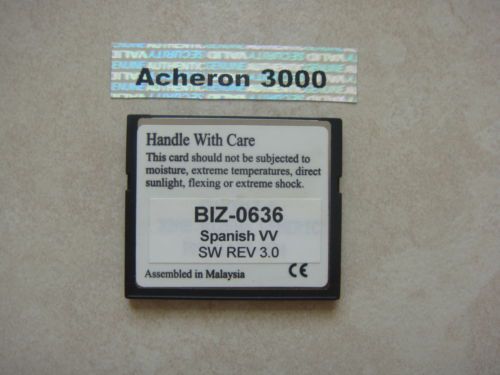 Acheron 3000
Handle With Care
This card should not be subjected to
moisture, extreme temperatures, direct
sunlight, flexing or extreme shock.
BIZ-0636
Spanish VV
SW REV 3.0
Assembled in Malaysia CE